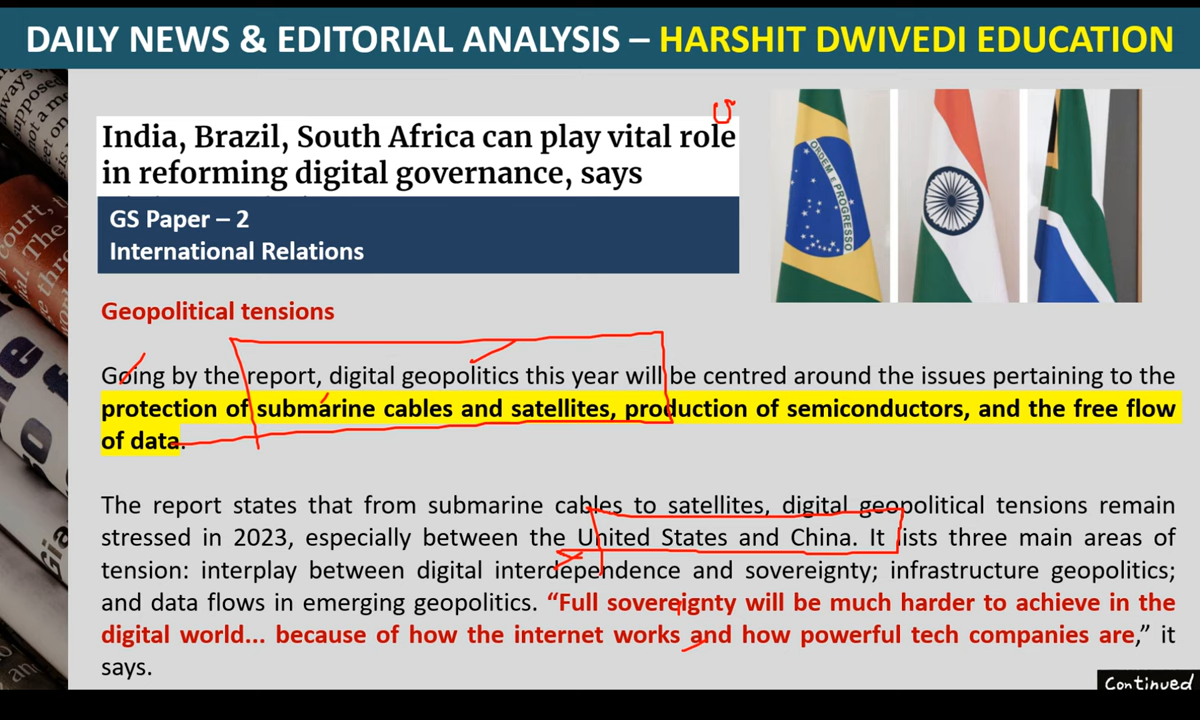 DAILY NEWS & EDITORIAL ANALYSIS – HARSHIT DWIVEDI EDUCATION
India, Brazil, South Africa can play vital role
in reforming digital governance, says
GS Paper – 2
International Relations
ORDEM E PROGRESSO
Geopolitical tensions
Going by the report, digital geopolitics this year will be centred around the issues pertaining to the
protection of submarine cables and satellites, production of semiconductors, and the free flow
of data.
The report states that from submarine cables to satellites, digital geopolitical tensions remain
stressed in 2023, especially between the United States and China. It lists three main areas of
tension: interplay between digital interdependence and sovereignty; infrastructure geopolitics;
and data flows in emerging geopolitics. “Full sovereignty will be much harder to achieve in the
digital world... because of how the internet works and how powerful tech companies are,” it
says.
Continued